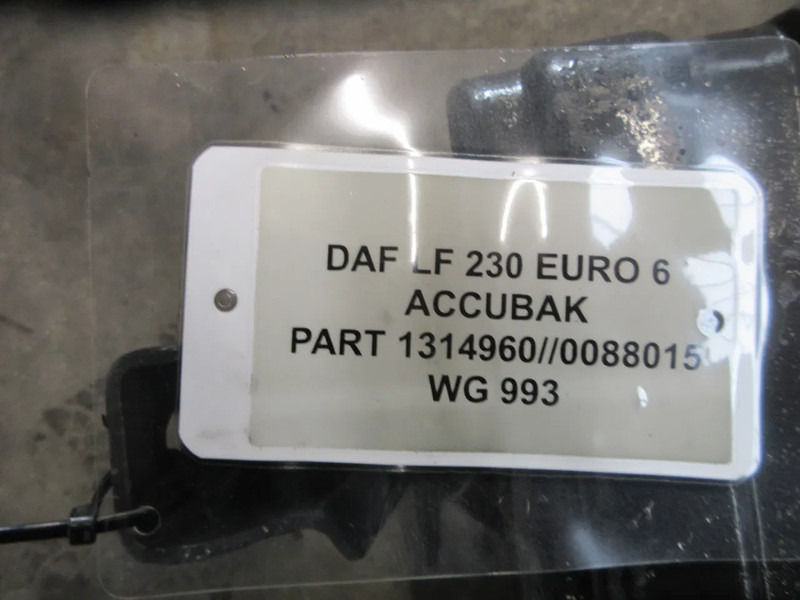 DAF LF 230 EURO 6
ACCUBAK
PART 1314960//0088015
WG 993